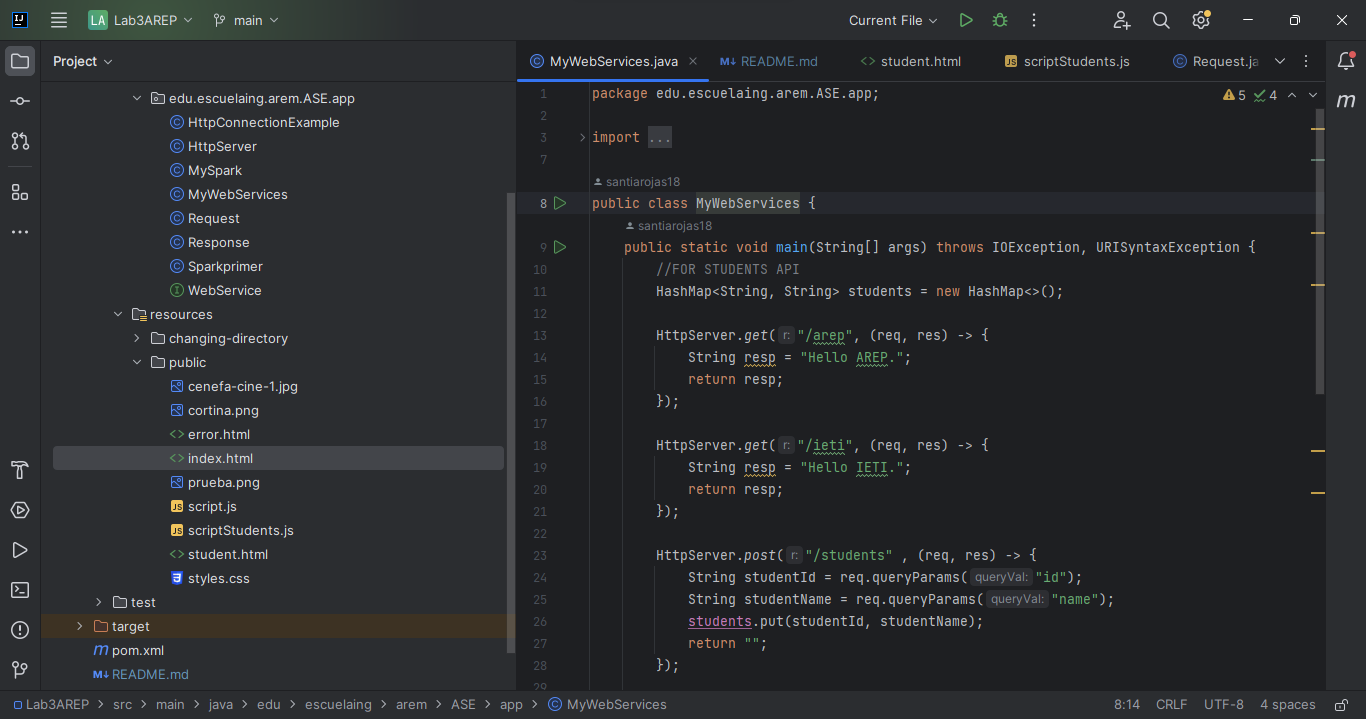 LA Lab3AREP main Current File
Project
MyWebServices.java README.md student.html scriptStudents.js Request.ja
edu.escuelaing.arem.ASE.app
HttpConnectionExample
HttpServer
MySpark
MyWebServices
Request
Response
Sparkprimer
WebService
resources
changing-directory
public
cenefa-cine-1.jpg
cortina.png
error.html
index.html
prueba.png
script.js
scriptStudents.js
student.html
styles.css
test
target
pom.xml
README.md
5 4
1 package edu.escuelaing.arem.ASE.app;
2
3 import ...
7
santiarojas18
8 public class MyWebServices {
santiarojas18
9 public static void main(String[] args) throws IOException, URISyntaxException {
10 //FOR STUDENTS API
11 HashMap<String, String> students = new HashMap<>();
12
13 HttpServer.get( r: "/arep", (req, res) -> {
14 String resp = "Hello AREP.";
15 return resp;
16 });
17
18 HttpServer.get( r: "/ieti", (req, res) -> {
19 String resp = "Hello IETI.";
20 return resp;
21 });
22
23 HttpServer.post( r: "/students" , (req, res) -> {
24 String studentId = req.queryParams( queryVal: "id");
25 String studentName = req.queryParams( queryVal: "name");
26 students.put(studentId, studentName);
27 return "";
28 });
29
Lab3AREP > src > main > java > edu > escuelaing > arem > ASE > app > MyWebServices 8:14 CRLF UTF-8 4 spaces